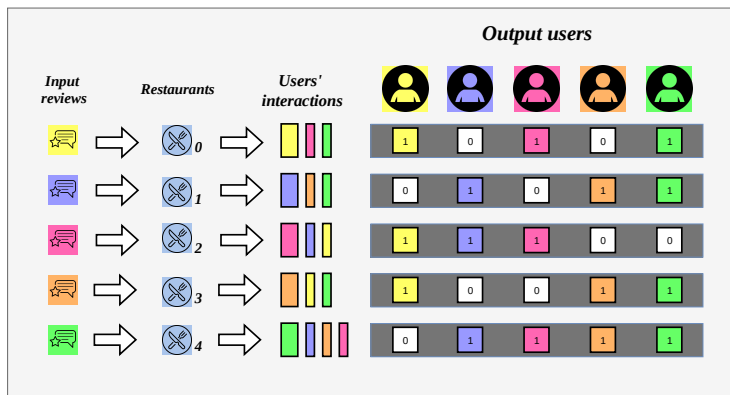 Output users
Input
reviews
Restaurants
Users'
interactions
0
1 0 1 0 1
1
0 1 0 1 1
2
1 1 1 0 0
3
1 0 0 1 1
4
0 1 1 1 1